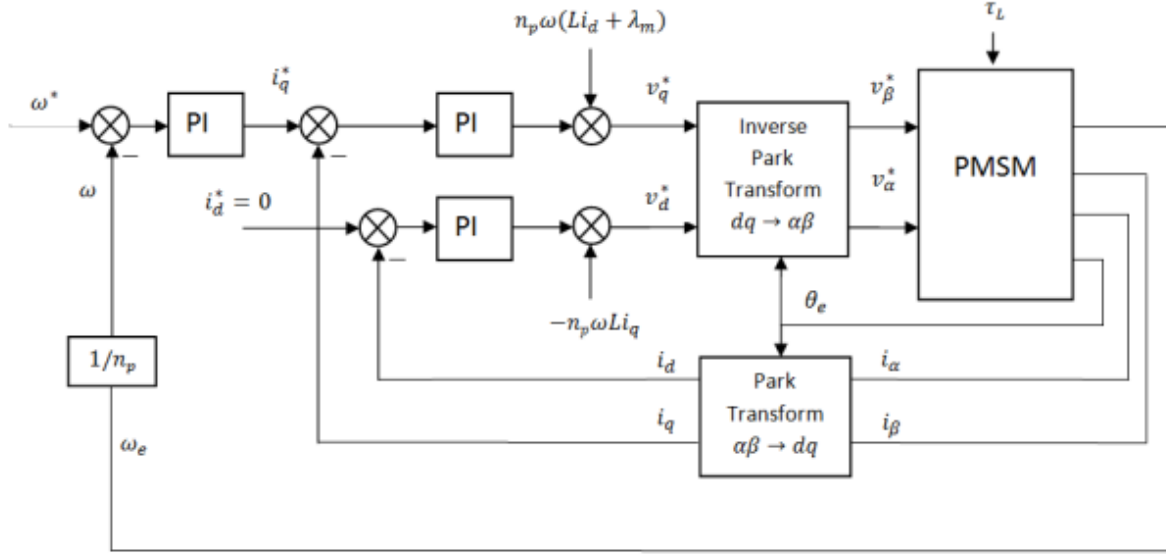 n_pω(Li_d + λ_m)
τ_L
ω*
PI
i_q*
PI
v_q*
v_β*
−
−
ω
i_d* = 0
PI
v_d*
Inverse
Park
Transform
dq → αβ
v_α*
PMSM
−
−n_pωLi_q
θ_e
1/n_p
i_d
i_q
Park
Transform
αβ → dq
i_α
i_β
ω_e